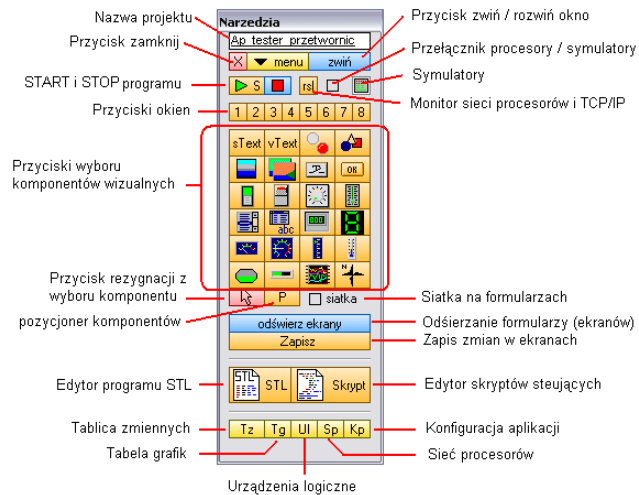 Nazwa projektu
Narzedzia
Przycisk zwiń / rozwiń okno
Ap_tester_przetwornic
Przycisk zamknij
X menu zwiń
Przełącznik procesory / symulatory
START i STOP programu
S rst
Symulatory
Monitor sieci procesorów i TCP/IP
Przyciski okien
1 2 3 4 5 6 7 8
sText vText
Przyciski wyboru
komponentów wizualnych
OK
abc
Przycisk rezygnacji z
wyboru komponentu
N
P siatka
Siatka na formularzach
pozycjoner komponentów
odśwież ekrany
Odśierzanie formularzy (ekranów)
Zapisz
Zapis zmian w ekranach
Edytor programu STL
STL STL Skrypt
Edytor skryptów steujących
Tablica zmiennych
Tz Tg Ul Sp Kp
Konfiguracja aplikacji
Tabela grafik
Sieć procesorów
Urządzenia logiczne